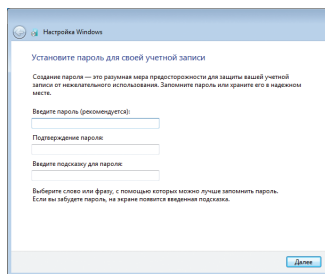 Настройка Windows
Установите пароль для своей учетной записи
Создание пароля — это разумная мера предосторожности для защиты вашей учетной
записи от нежелательного использования. Запомните пароль или храните его в надежном
месте.
Введите пароль (рекомендуется):
Подтверждение пароля:
Введите подсказку для пароля:
Выберите слово или фразу, с помощью которых можно лучше запомнить пароль.
Если вы забудете пароль, на экране появится введенная подсказка.
Далее